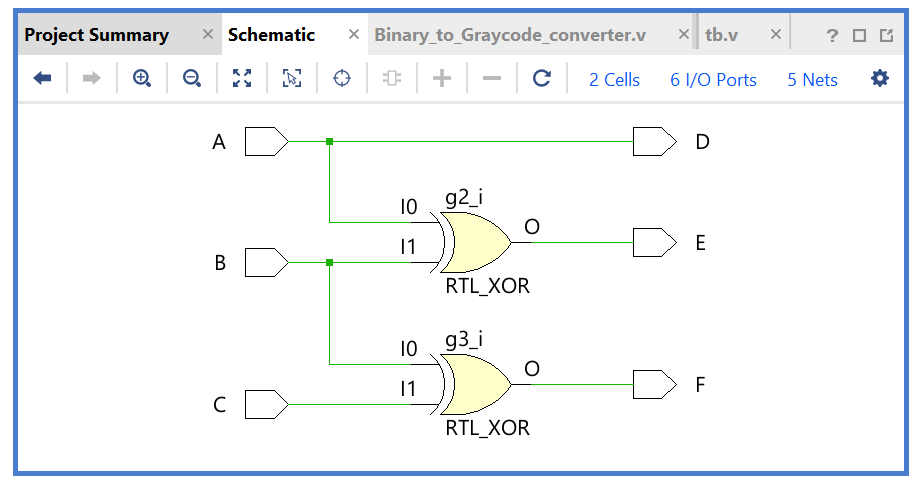 Project Summary × Schematic × Binary_to_Graycode_converter.v × tb.v × ?
2 Cells 6 I/O Ports 5 Nets
A D
g2_i
I0
O
I1
B E
RTL_XOR
g3_i
I0
O
I1
C F
RTL_XOR